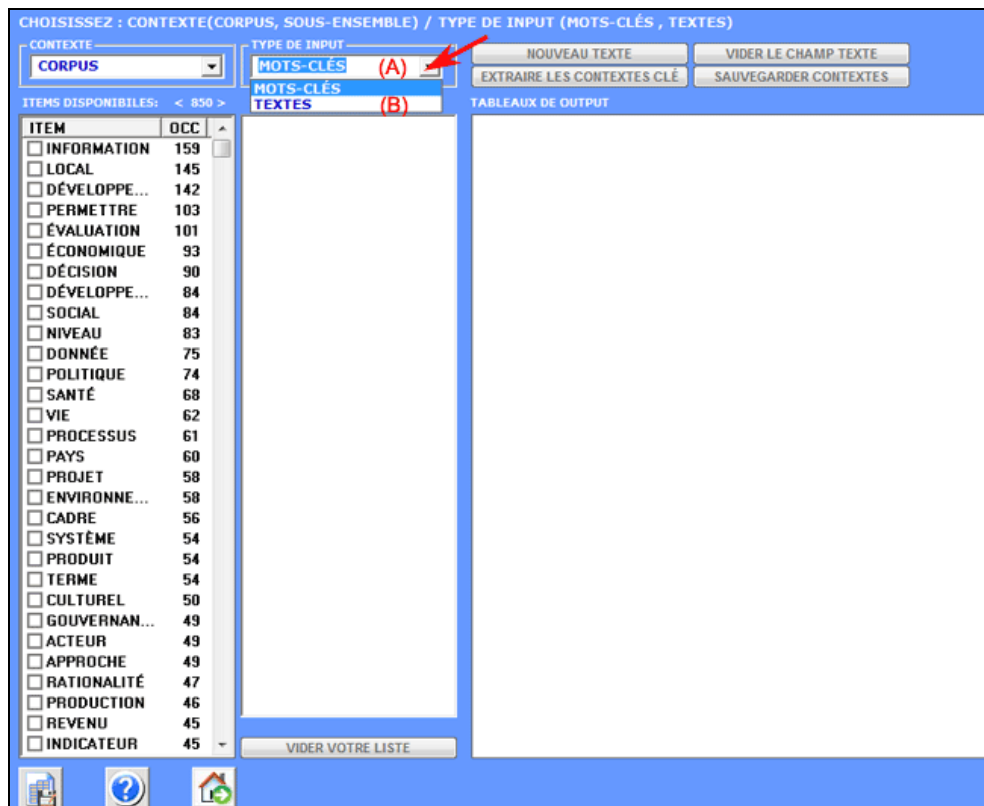 CHOISISSEZ : CONTEXTE(CORPUS, SOUS-ENSEMBLE) / TYPE DE INPUT (MOTS-CLÉS , TEXTES)
CONTEXTE
CORPUS
TYPE DE INPUT
MOTS-CLÉS (A)
MOTS-CLÉS
TEXTES (B)
NOUVEAU TEXTE
VIDER LE CHAMP TEXTE
EXTRAIRE LES CONTEXTES CLÉ
SAUVEGARDER CONTEXTES
ITEMS DISPONIBILES: < 850 >
TABLEAUX DE OUTPUT
ITEM OCC
INFORMATION 159
LOCAL 145
DÉVELOPPE... 142
PERMETTRE 103
ÉVALUATION 101
ÉCONOMIQUE 93
DÉCISION 90
DÉVELOPPE... 84
SOCIAL 84
NIVEAU 83
DONNÉE 75
POLITIQUE 74
SANTÉ 68
VIE 62
PROCESSUS 61
PAYS 60
PROJET 58
ENVIRONNE... 58
CADRE 56
SYSTÈME 54
PRODUIT 54
TERME 54
CULTUREL 50
GOUVERNAN... 49
ACTEUR 49
APPROCHE 49
RATIONALITÉ 47
PRODUCTION 46
REVENU 45
INDICATEUR 45
VIDER VOTRE LISTE